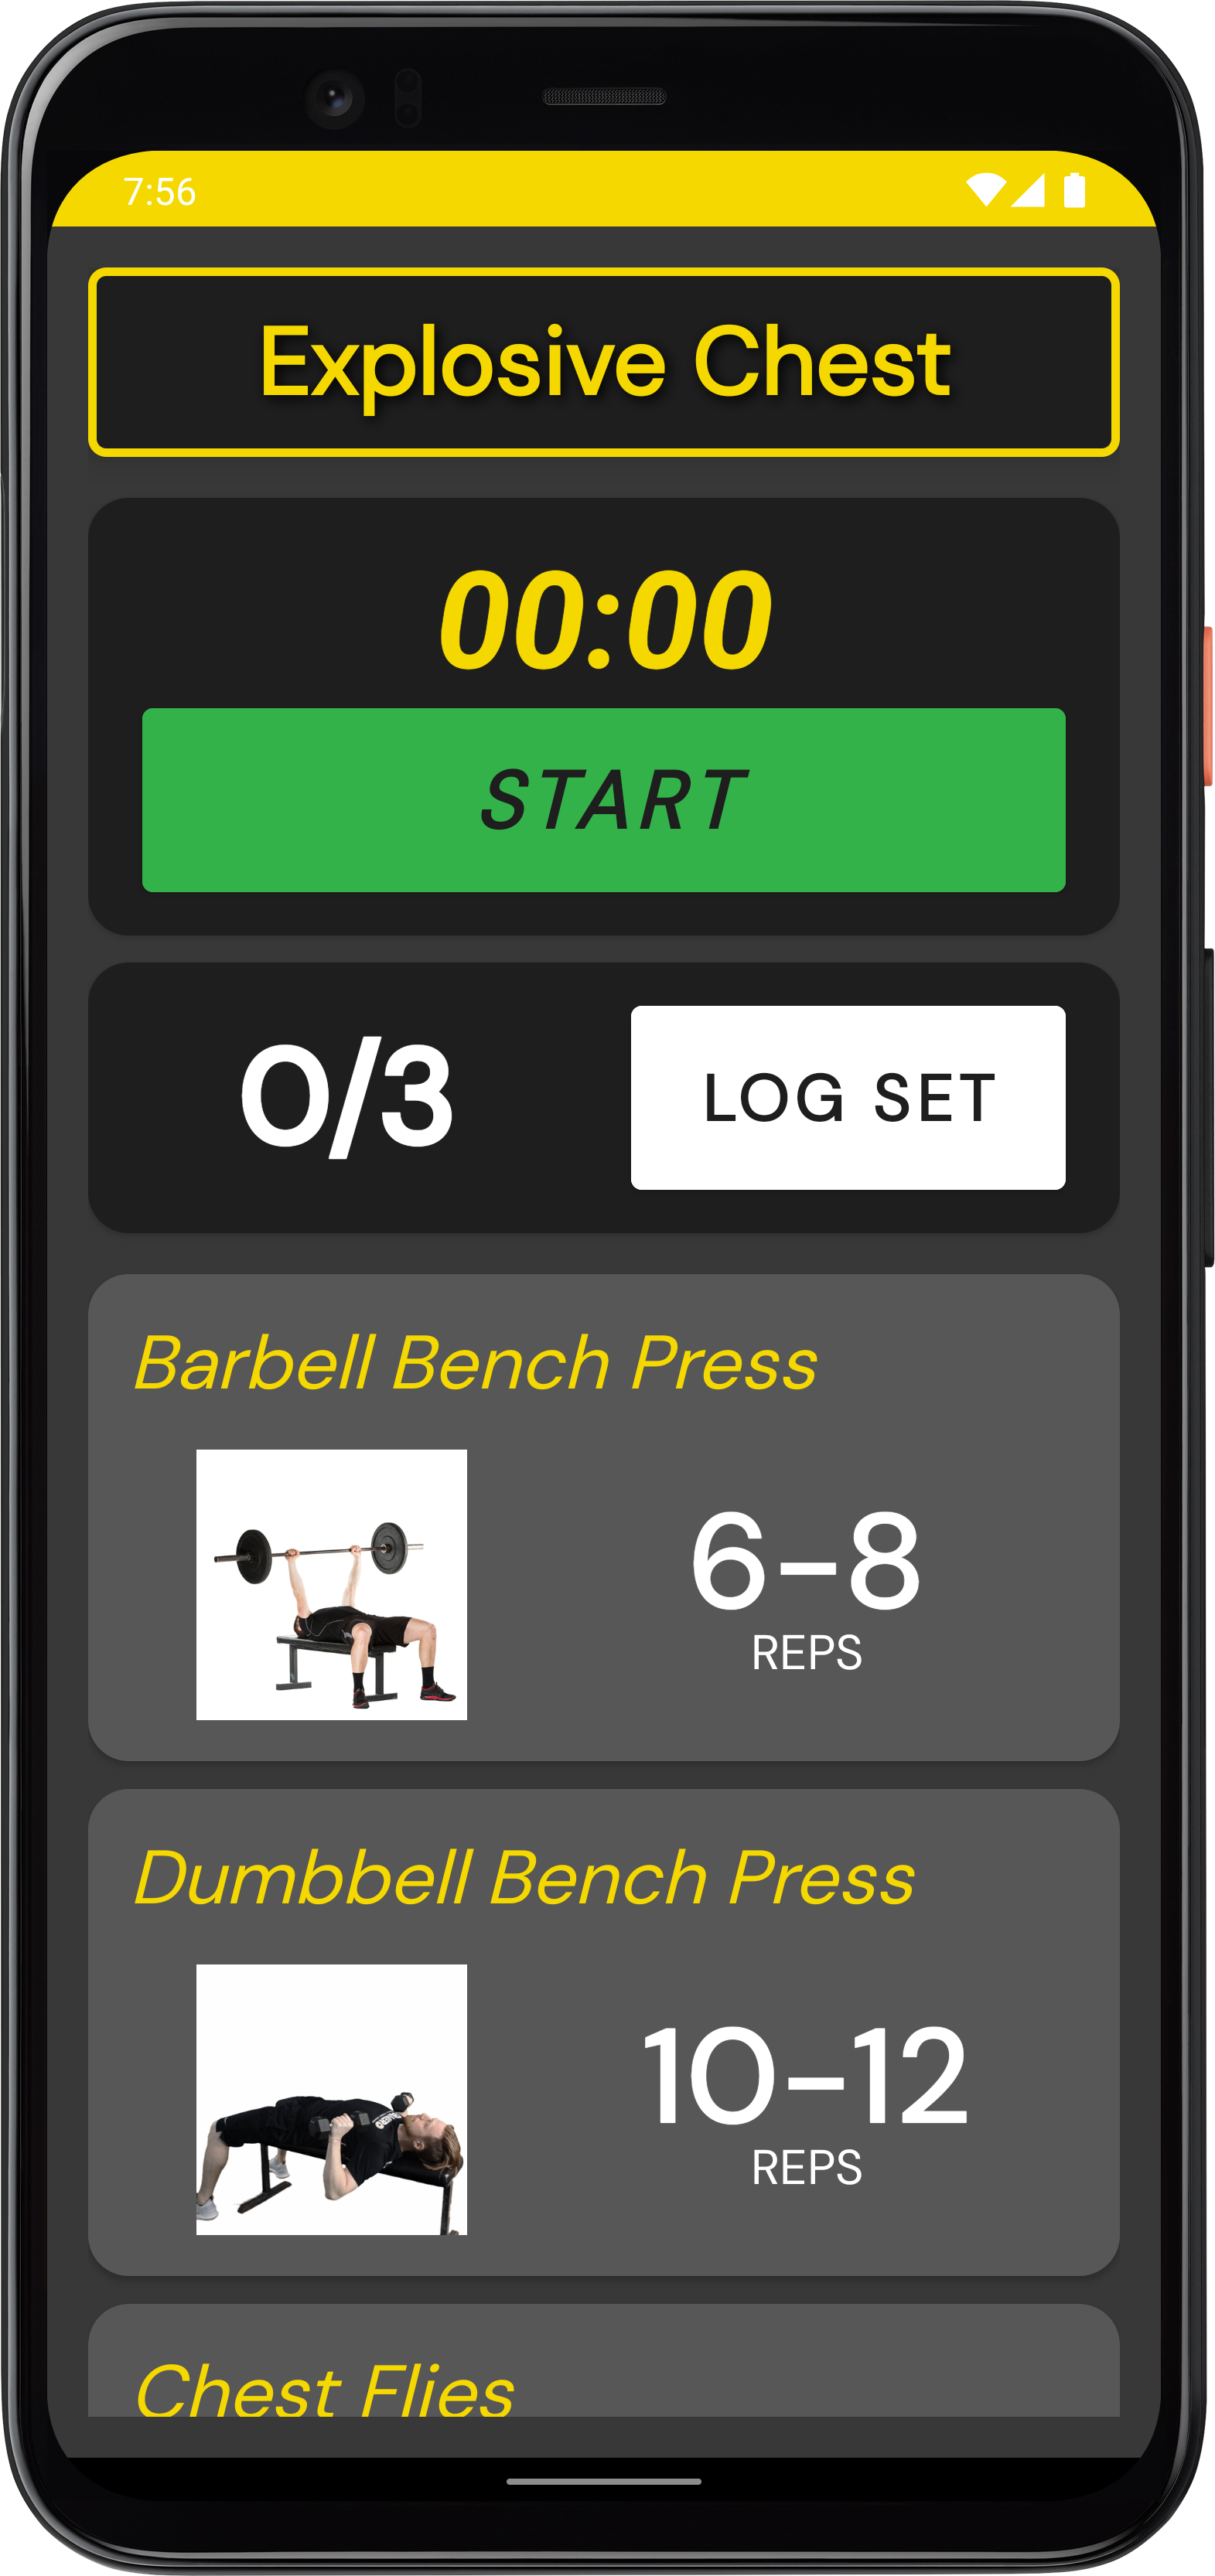 7:56
Explosive Chest
00:00
START
0/3
LOG SET
Barbell Bench Press
6-8
REPS
Dumbbell Bench Press
10-12
REPS
Chest Flies